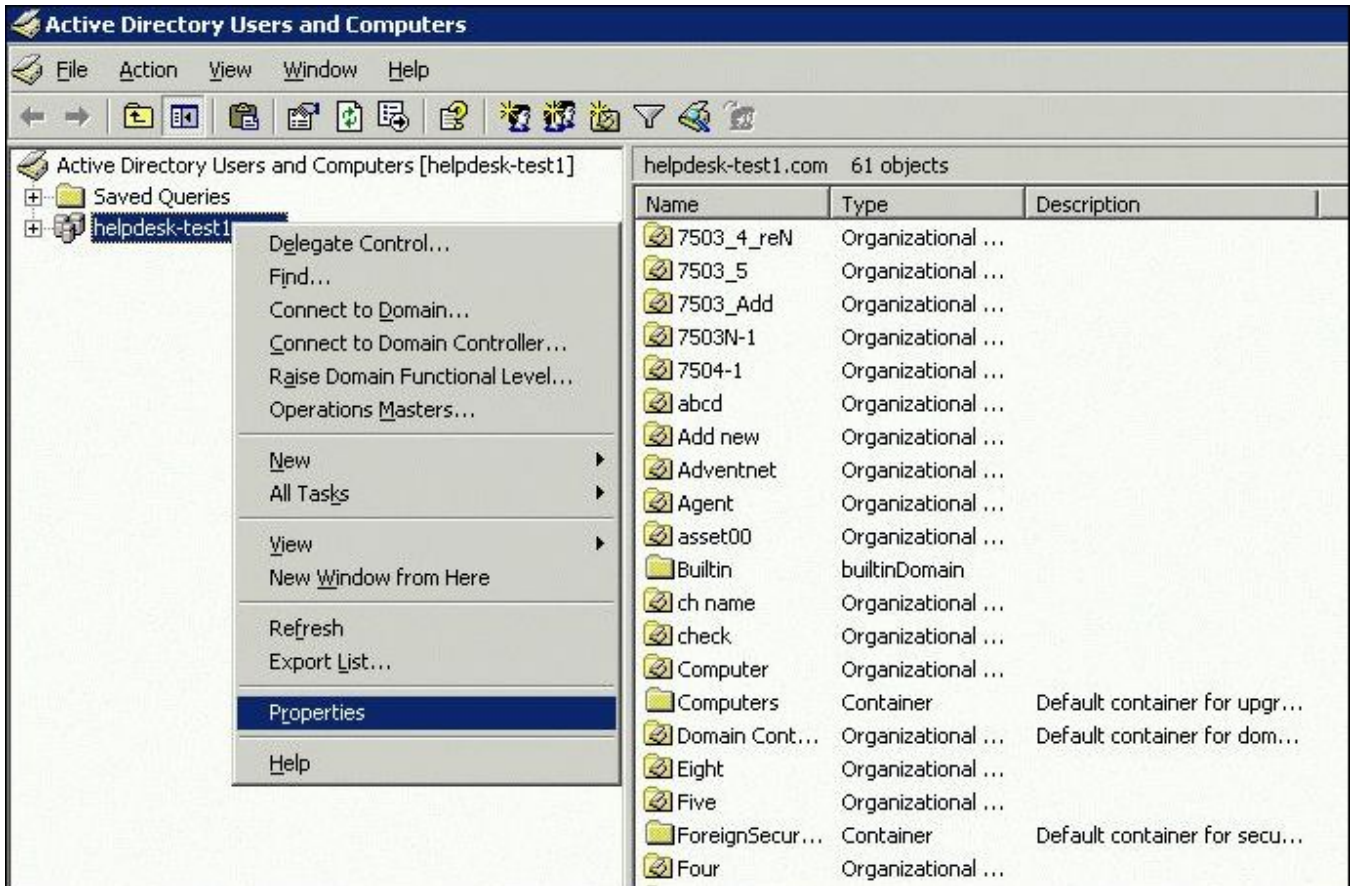 Active Directory Users and Computers
File Action View Window Help
Active Directory Users and Computers [helpdesk-test1]
Saved Queries
helpdesk-test1
Delegate Control...
Find...
Connect to Domain...
Connect to Domain Controller...
Raise Domain Functional Level...
Operations Masters...
New
All Tasks
View
New Window from Here
Refresh
Export List...
Properties
Help
helpdesk-test1.com 61 objects
Name Type Description
7503_4_reN Organizational ...
7503_5 Organizational ...
7503_Add Organizational ...
7503N-1 Organizational ...
7504-1 Organizational ...
abcd Organizational ...
Add new Organizational ...
Adventnet Organizational ...
Agent Organizational ...
asset00 Organizational ...
Builtin builtinDomain
ch name Organizational ...
check Organizational ...
Computer Organizational ...
Computers Container Default container for upgr...
Domain Cont... Organizational ... Default container for dom...
Eight Organizational ...
Five Organizational ...
ForeignSecur... Container Default container for secu...
Four Organizational ...